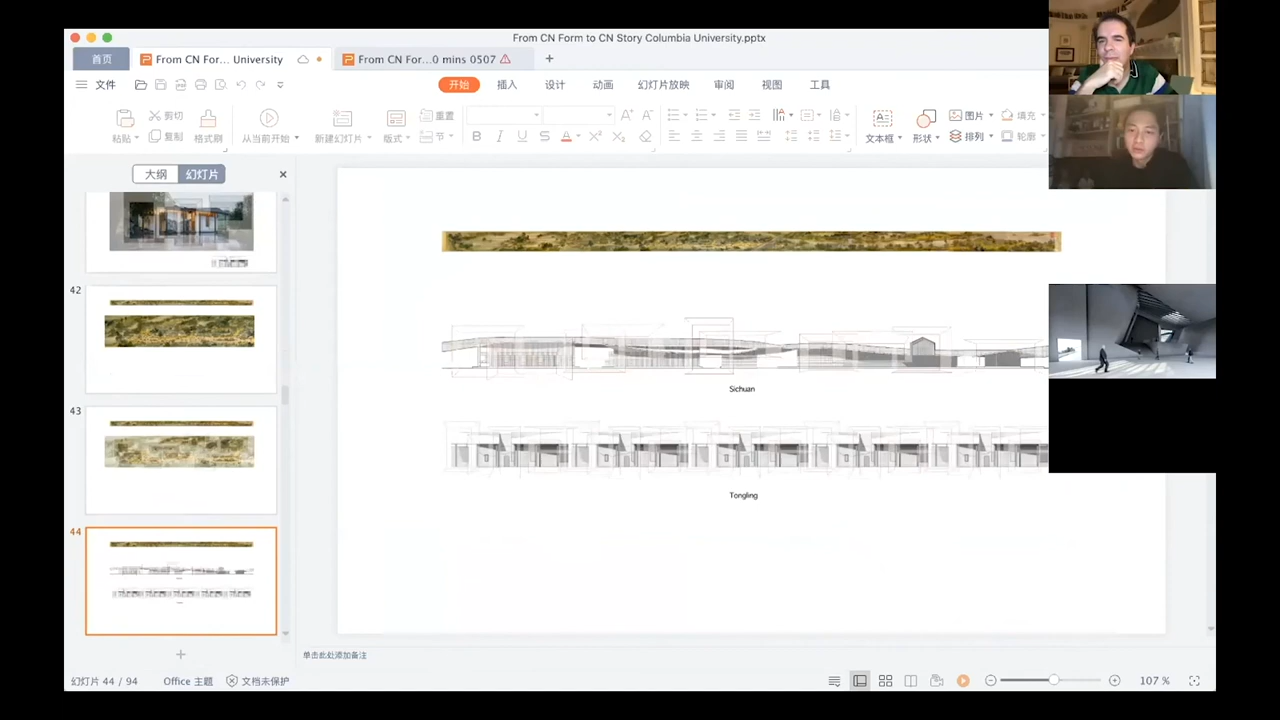 From CN Form to CN Story Columbia University.pptx
首页
From CN For... University
From CN For...0 mins 0507
文件
开始
插入
设计
动画
幻灯片放映
审阅
视图
工具
粘贴
剪切
复制
格式刷
从当前开始
新建幻灯片
版式
重置
节
B I U S A X² X₂
文本框
形状
图片
排列
填充
轮廓
大纲
幻灯片
42
43
44
Sichuan
Tongling
单击此处添加备注
幻灯片 44 / 94
Office 主题
文档未保护
107 %